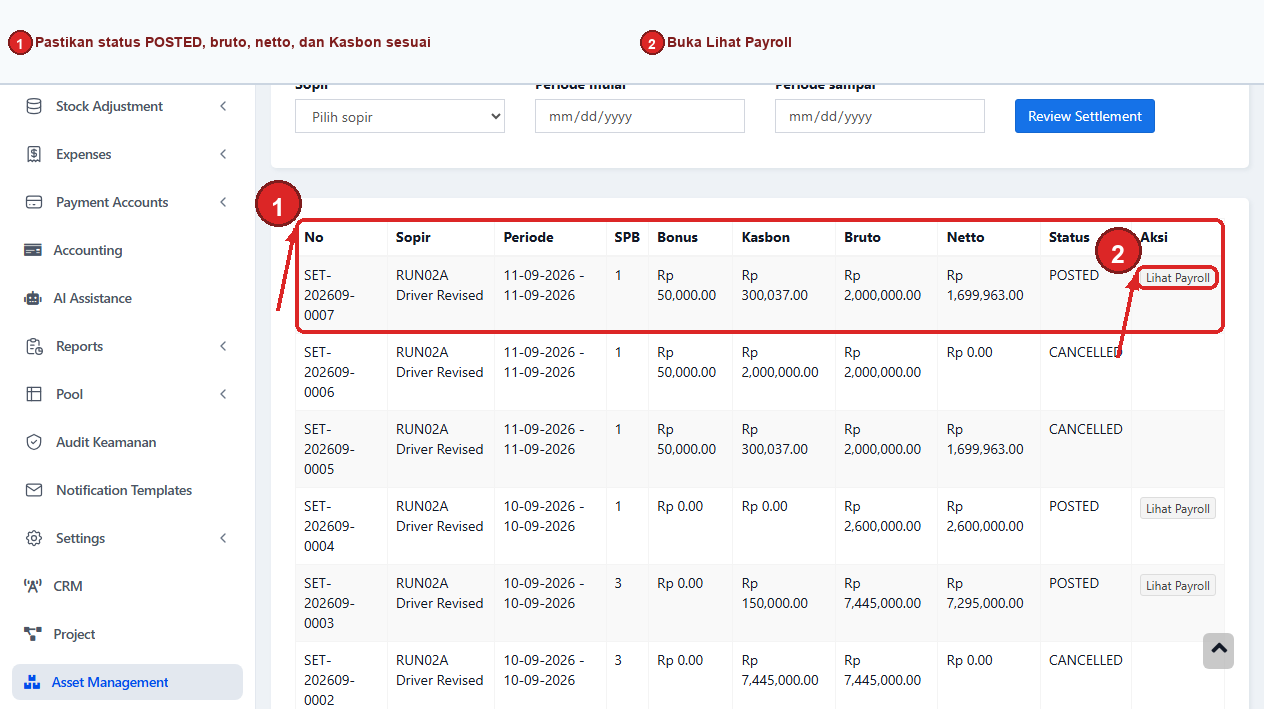 1 Pastikan status POSTED, bruto, netto, dan Kasbon sesuai
2 Buka Lihat Payroll
Stock Adjustment
Expenses
Payment Accounts
Accounting
AI Assistance
Reports
Pool
Audit Keamanan
Notification Templates
Settings
CRM
Project
Asset Management
Sopir Periode mulai Periode sampai
Pilih sopir mm/dd/yyyy mm/dd/yyyy Review Settlement
1
2
No Sopir Periode SPB Bonus Kasbon Bruto Netto Status Aksi
SET- RUN02A 11-09-2026 - 1 Rp Rp Rp Rp POSTED Lihat Payroll
202609- Driver Revised 11-09-2026 50,000.00 300,037.00 2,000,000.00 1,699,963.00
0007
SET- RUN02A 11-09-2026 - 1 Rp Rp Rp Rp 0.00 CANCELLED
202609- Driver Revised 11-09-2026 50,000.00 2,000,000.00 2,000,000.00
0006
SET- RUN02A 11-09-2026 - 1 Rp Rp Rp Rp CANCELLED
202609- Driver Revised 11-09-2026 50,000.00 300,037.00 2,000,000.00 1,699,963.00
0005
SET- RUN02A 10-09-2026 - 1 Rp 0.00 Rp 0.00 Rp Rp POSTED Lihat Payroll
202609- Driver Revised 10-09-2026 2,600,000.00 2,600,000.00
0004
SET- RUN02A 10-09-2026 - 3 Rp 0.00 Rp Rp Rp POSTED Lihat Payroll
202609- Driver Revised 10-09-2026 150,000.00 7,445,000.00 7,295,000.00
0003
SET- RUN02A 10-09-2026 - 3 Rp 0.00 Rp Rp Rp 0.00 CANCELLED
202609- Driver Revised 10-09-2026 7,445,000.00 7,445,000.00
0002